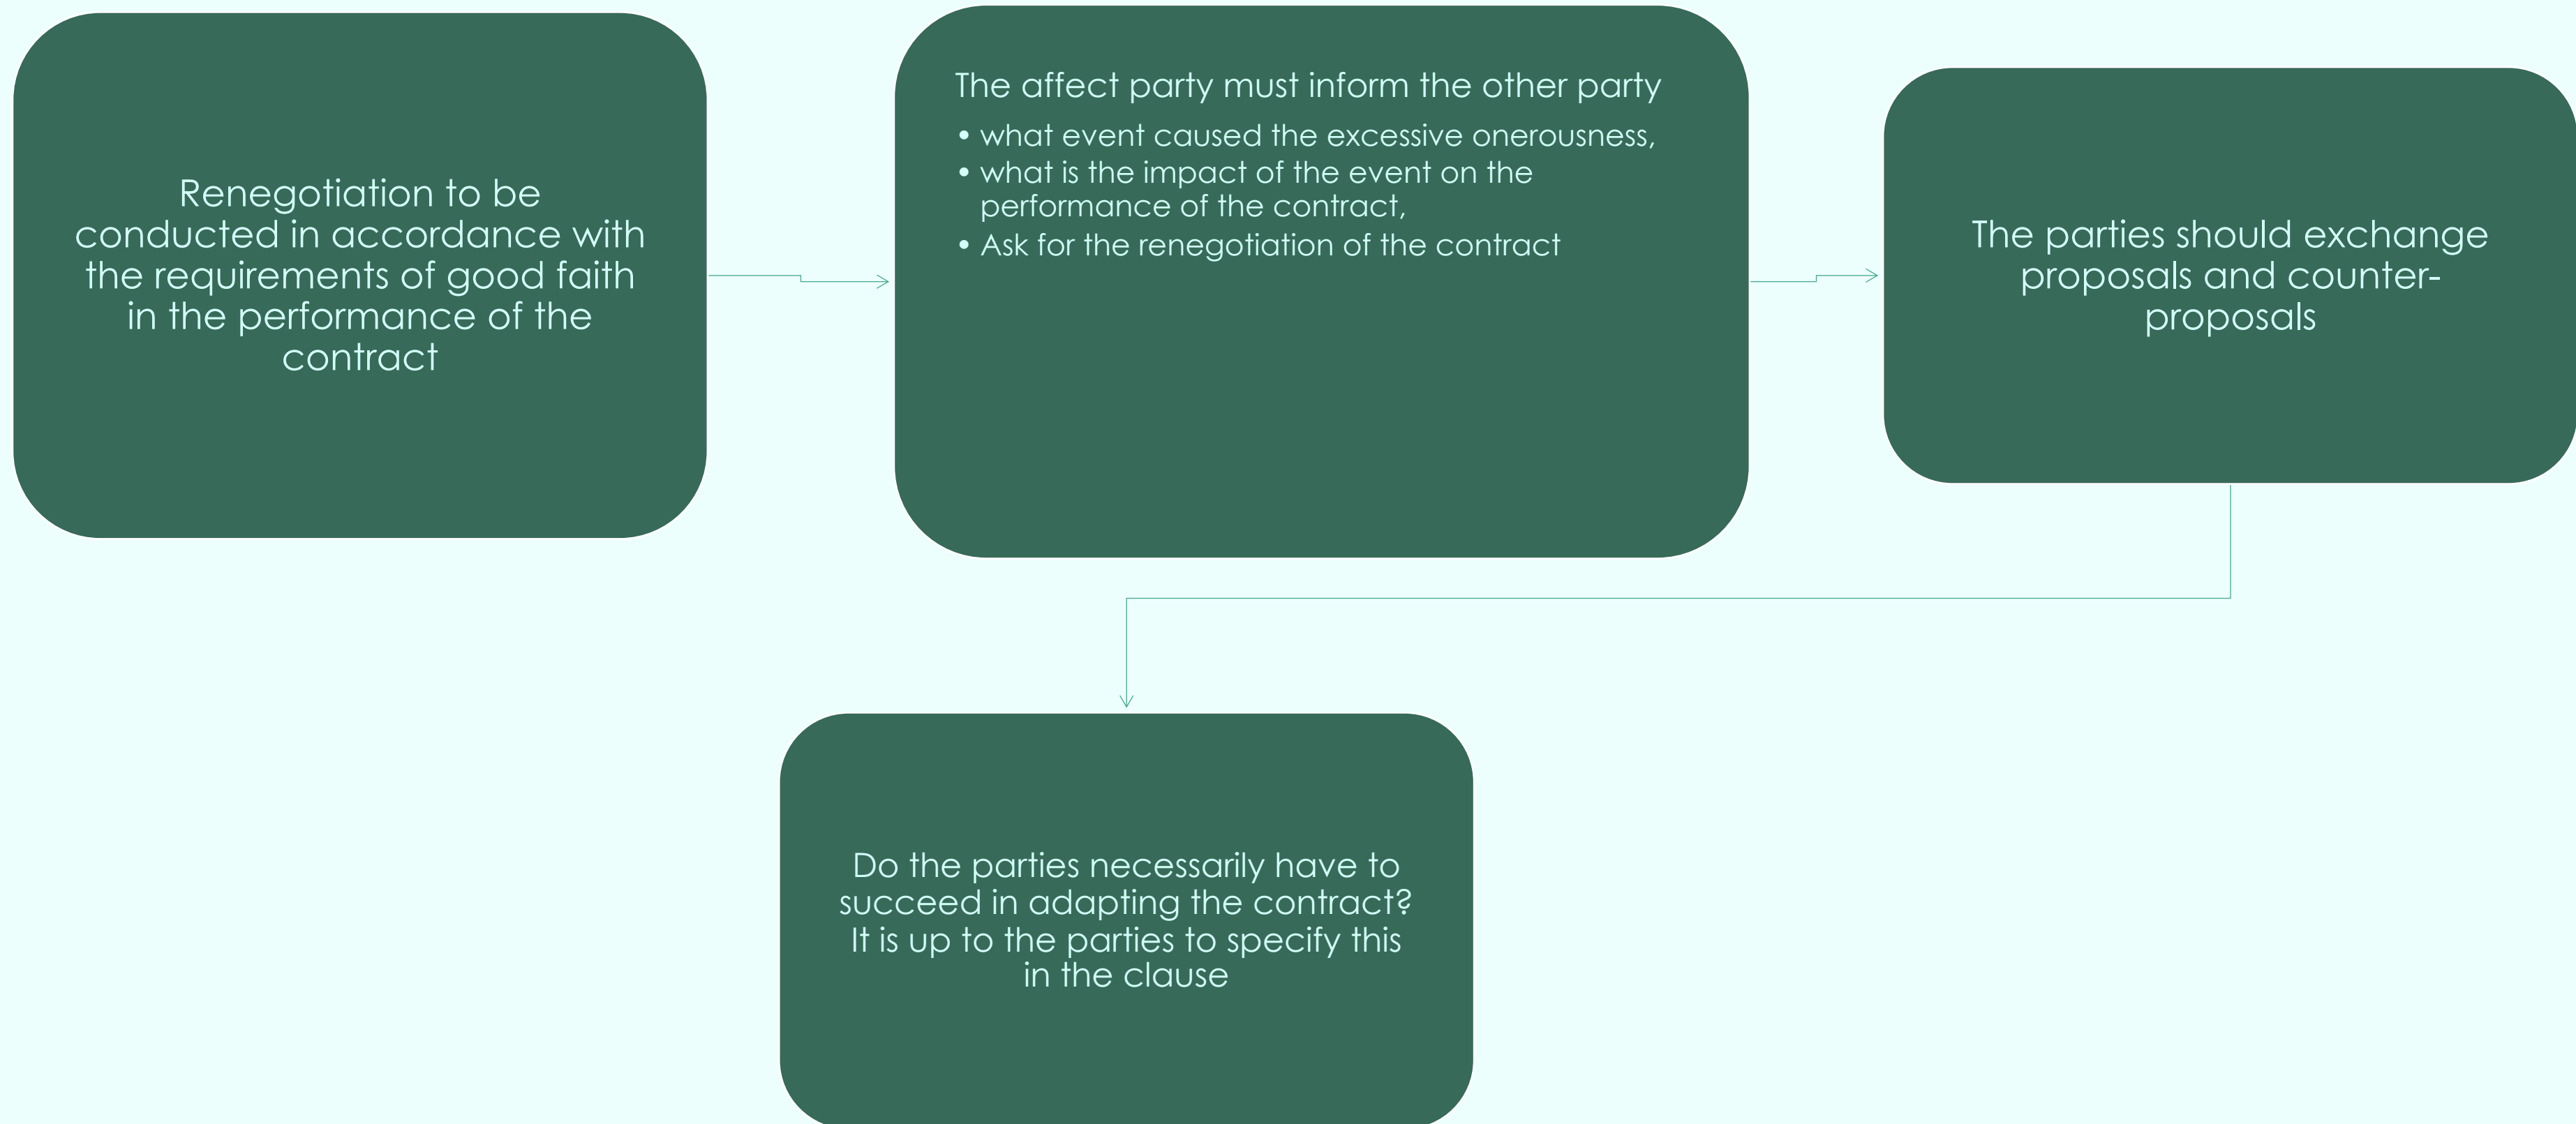 Renegotiation to be
conducted in accordance with
the requirements of good faith
in the performance of the
contract
The affect party must inform the other party
• what event caused the excessive onerousness,
• what is the impact of the event on the
performance of the contract,
• Ask for the renegotiation of the contract
The parties should exchange
proposals and counter-
proposals
Do the parties necessarily have to
succeed in adapting the contract?
It is up to the parties to specify this
in the clause